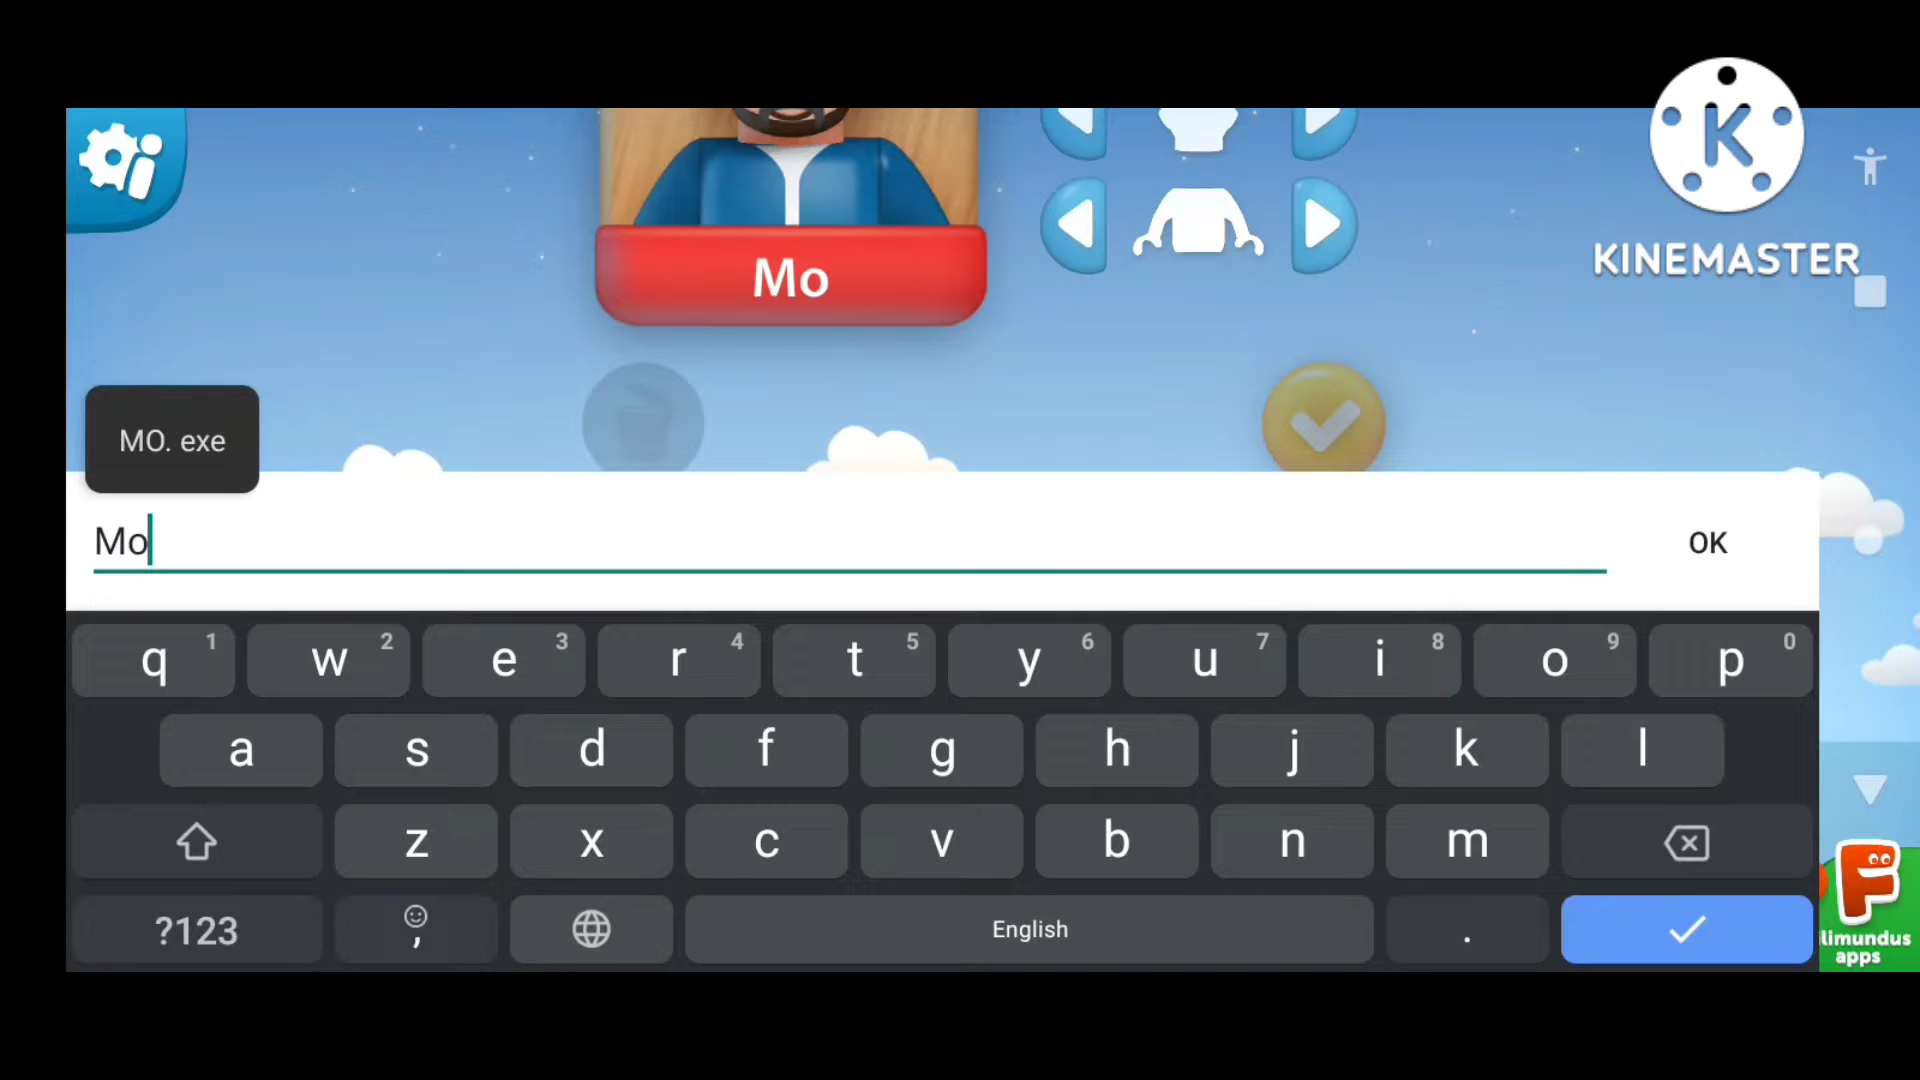 KINEMASTER
Mo
MO. exe
Mo
OK
q 1 w 2 e 3 r 4 t 5 y 6 u 7 i 8 o 9 p 0
a s d f g h j k l
z x c v b n m
?123 , English .
limundus
apps